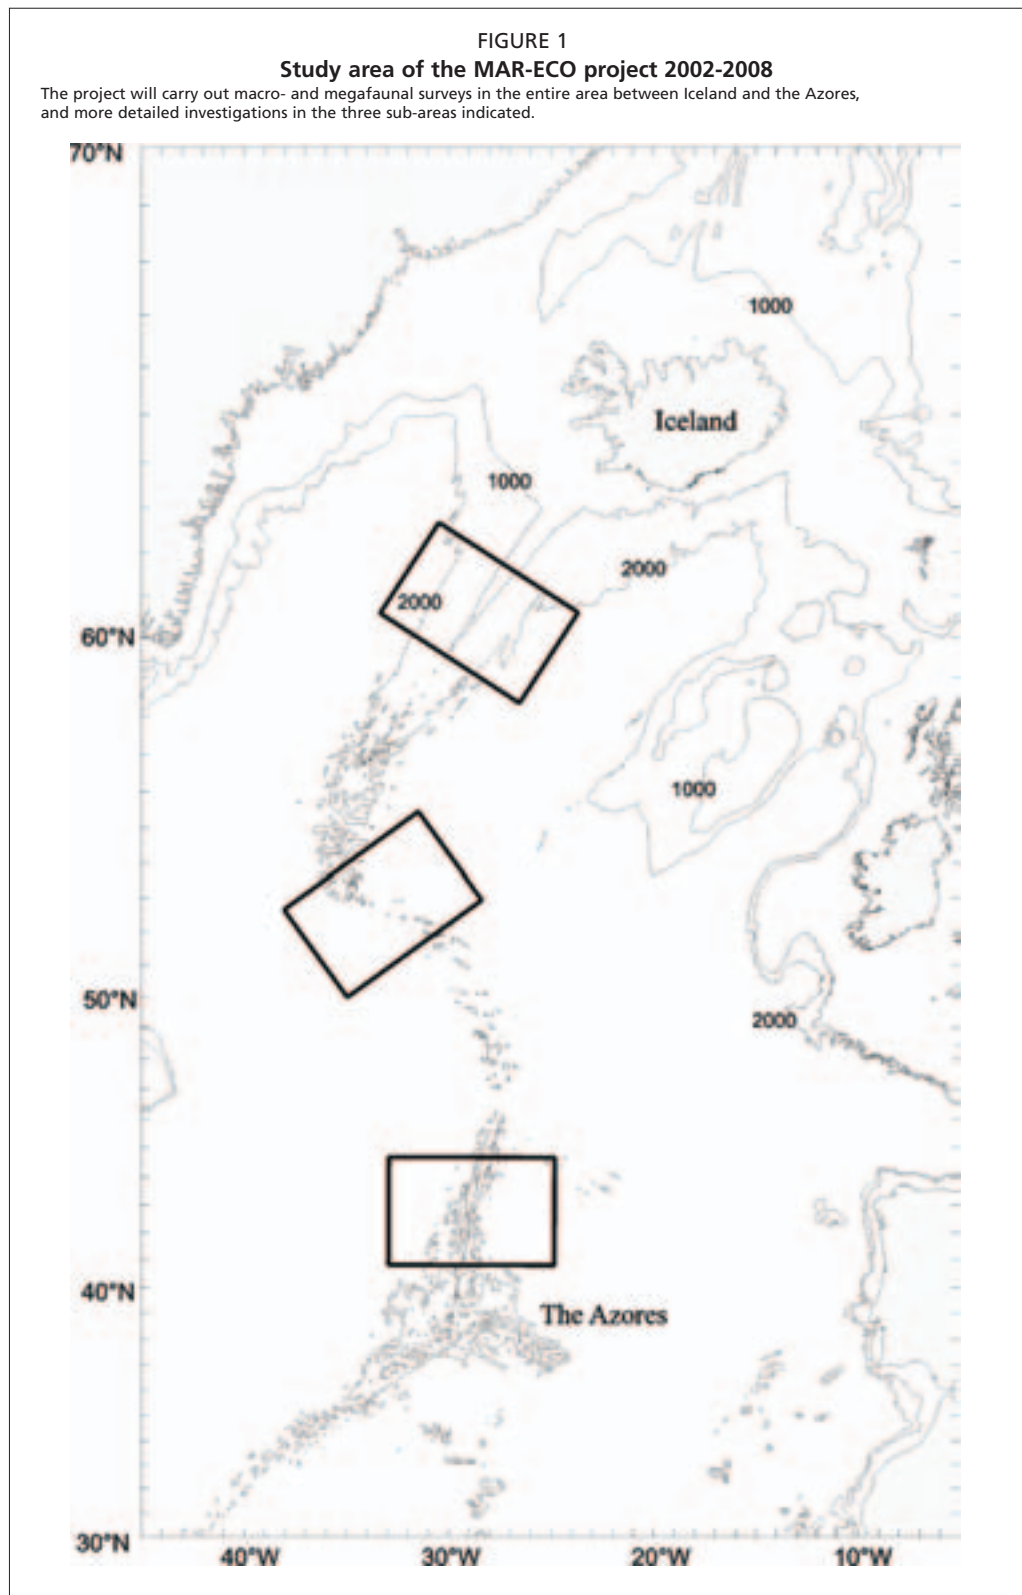 FIGURE 1
Study area of the MAR-ECO project 2002-2008
The project will carry out macro- and megafaunal surveys in the entire area between Iceland and the Azores,
and more detailed investigations in the three sub-areas indicated.
70°N
1000
Iceland
1000
2000
2000
60°N
1000
50°N
2000
40°N
The Azores
30°N
40°W
30°W
20°W
10°W